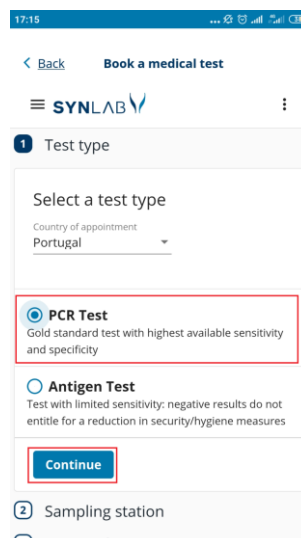 17:15
Back
Book a medical test
SYNLAB
1 Test type
Select a test type
Country of appointment
Portugal
PCR Test
Gold standard test with highest available sensitivity
and specificity
Antigen Test
Test with limited sensitivity: negative results do not
entitle for a reduction in security/hygiene measures
Continue
2 Sampling station